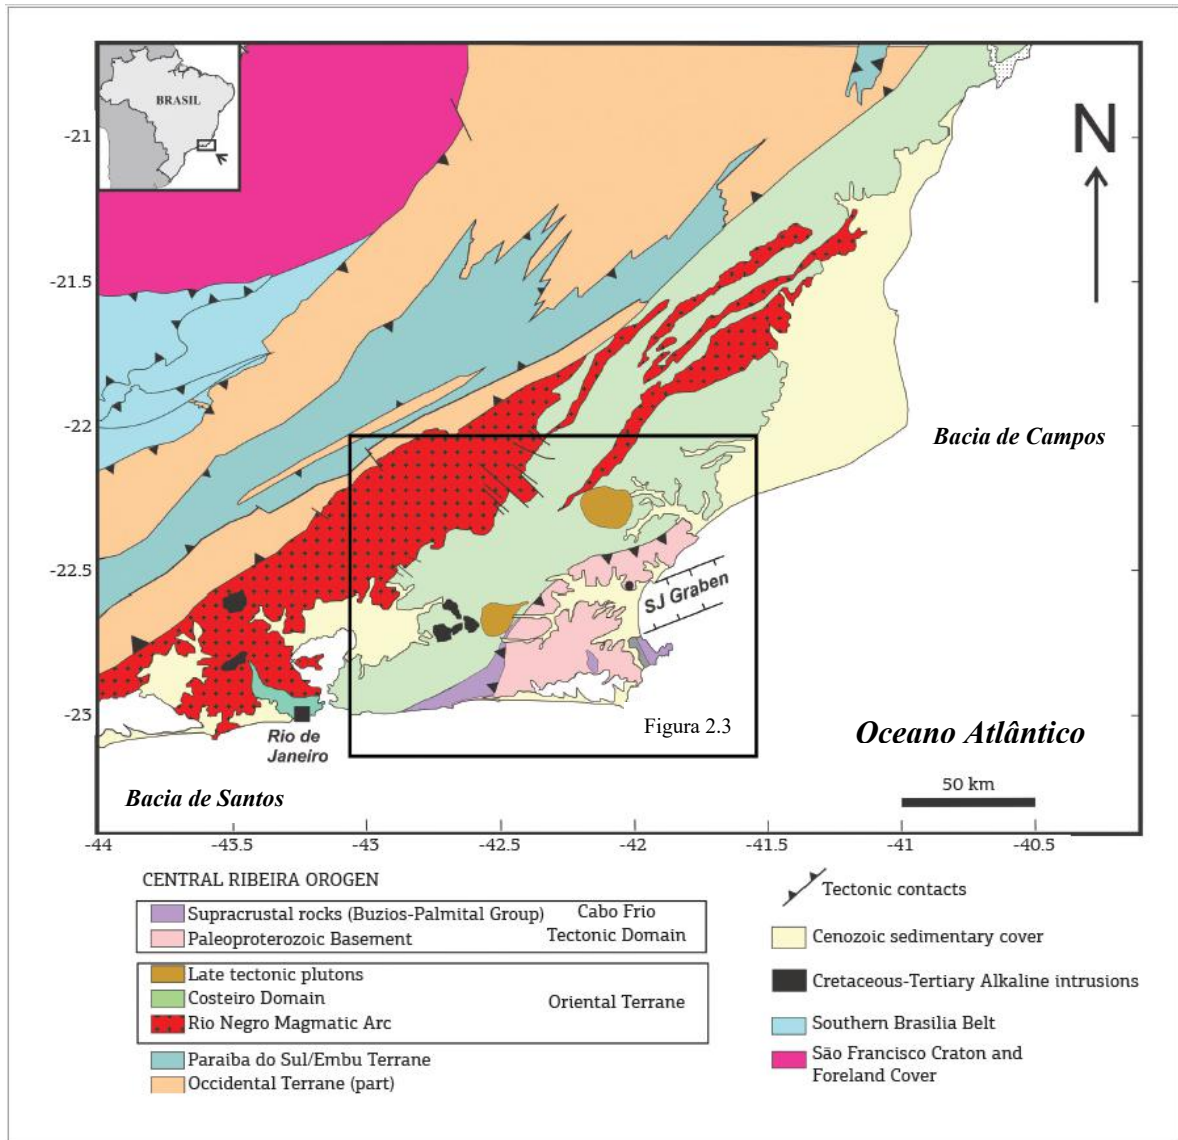 BRASIL
N
-21
-21.5
-22
-22.5
-23
Bacia de Campos
SJ Graben
Figura 2.3
Oceano Atlântico
Rio de
Janeiro
Bacia de Santos
50 km
-44
-43.5
-45
-42.5
-42
-41.5
-41
-40.5
CENTRAL RIBEIRA OROGEN
Supracrustal rocks (Buzios-Palmital Group)
Paleoproterozoic Basement
Cabo Frio
Tectonic Domain
Late tectonic plutons
Costeiro Domain
Rio Negro Magmatic Arc
Oriental Terrane
Paraiba do Sul/Embu Terrane
Occidental Terrane (part)
Tectonic contacts
Cenozoic sedimentary cover
Cretaceous-Tertiary Alkaline intrusions
Southern Brasilia Belt
São Francisco Craton and
Foreland Cover